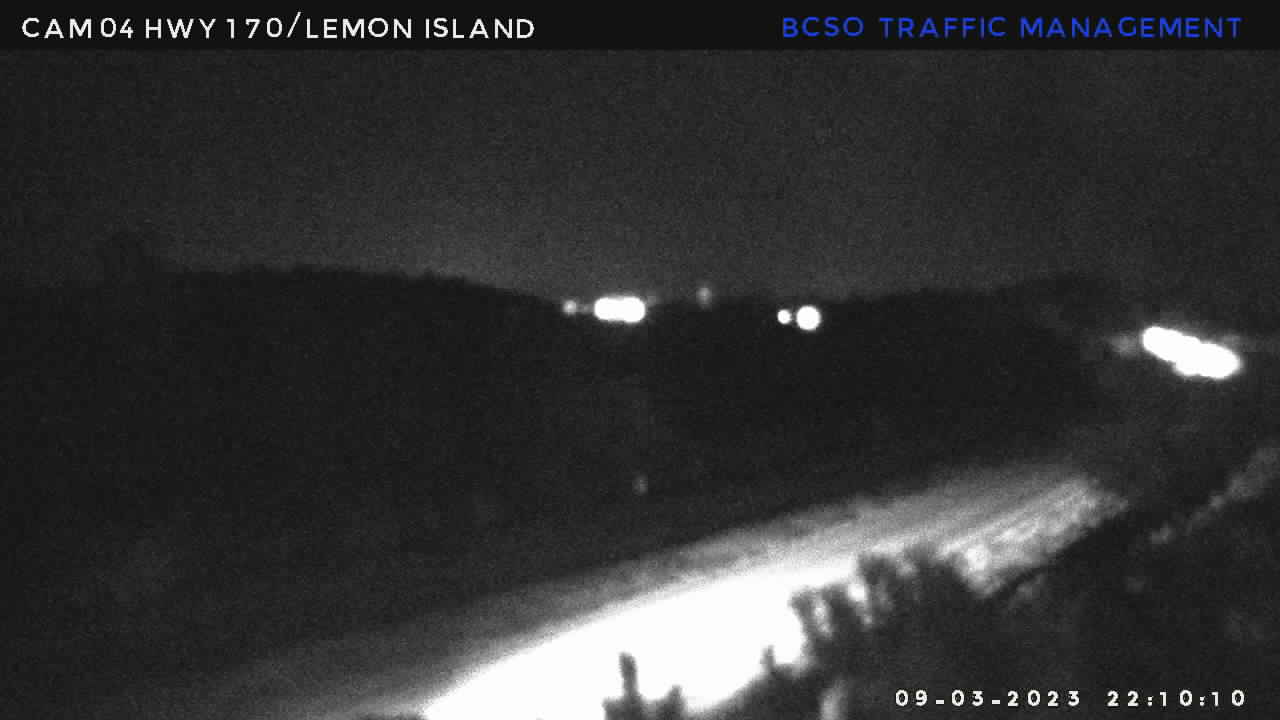 CAM04 HWY 170/LEMON ISLAND
BCSO TRAFFIC MANAGEMENT
09-03-2023 22:10:10